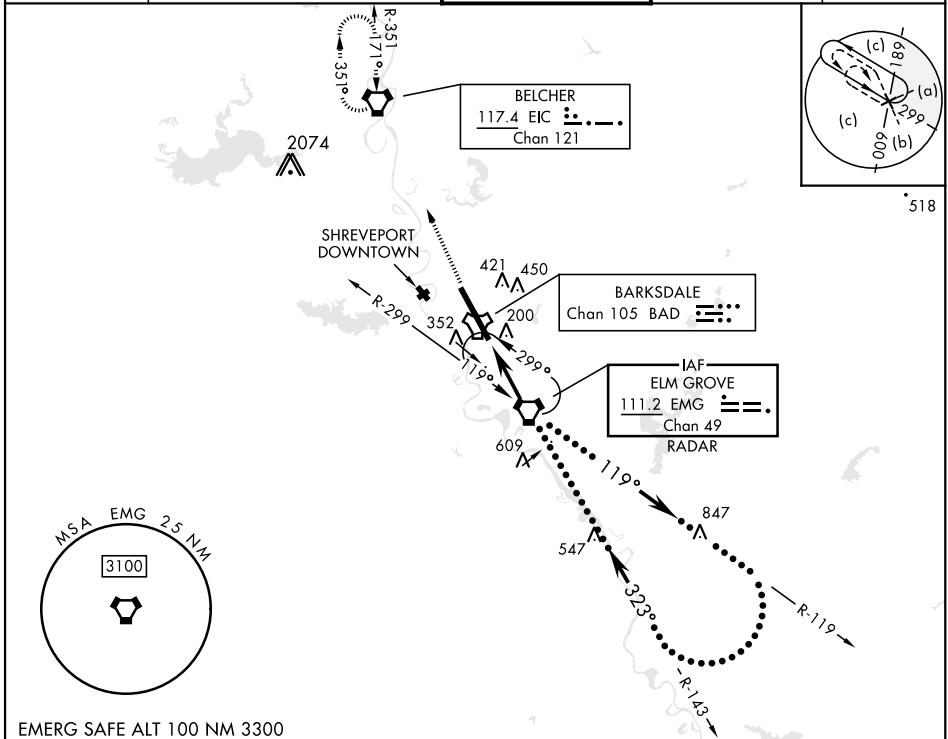 R-351
171°
351°
BELCHER
117.4 EIC
Chan 121
(c)
189
(a)
299
(c)
(b)
009
2074
518
SHREVEPORT
DOWNTOWN
421
450
BARKSDALE
Chan 105 BAD
R-299
352
200
119°
299°
IAF
ELM GROVE
111.2 EMG
Chan 49
RADAR
609
119°
847
547
323°
R-119
R-143
MSA EMG 25 NM
3100
EMERG SAFE ALT 100 NM 3300